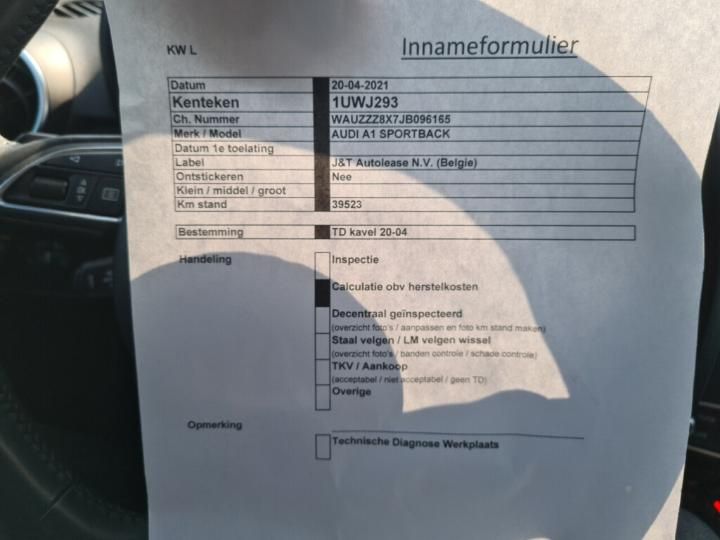 KW L
Innameformulier
Datum 20-04-2021
Kenteken 1UWJ293
Ch. Nummer WAUZZZ8X7JB096165
Merk / Model AUDI A1 SPORTBACK
Datum 1e toelating
Label J&T Autolease N.V. (Belgie)
Ontstickeren Nee
Klein / middel / groot
Km stand 39523
Bestemming TD kavel 20-04
Handeling Inspectie
Calculatie obv herstelkosten
Decentraal geïnspecteerd
(overzicht foto's / aanpassen en foto km stand maken)
Staal velgen / LM velgen wissel
(overzicht foto's / banden controle / schade controle)
TKV / Aankoop
(acceptabel / niet acceptabel / geen TD)
Overige
Opmerking
Technische Diagnose Werkplaats